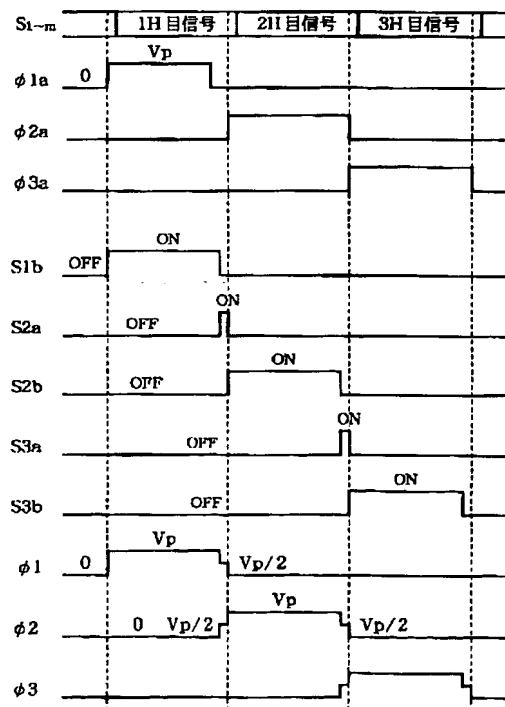 S1~m 1H目信号 2H目信号 3H目信号
Vp
φ1a 0
φ2a
φ3a
ON
S1b OFF
ON
S2a OFF
ON
S2b OFF
ON
S3a OFF
ON
S3b OFF
Vp
φ1 0 Vp/2
Vp
φ2 0 Vp/2 Vp/2
φ3